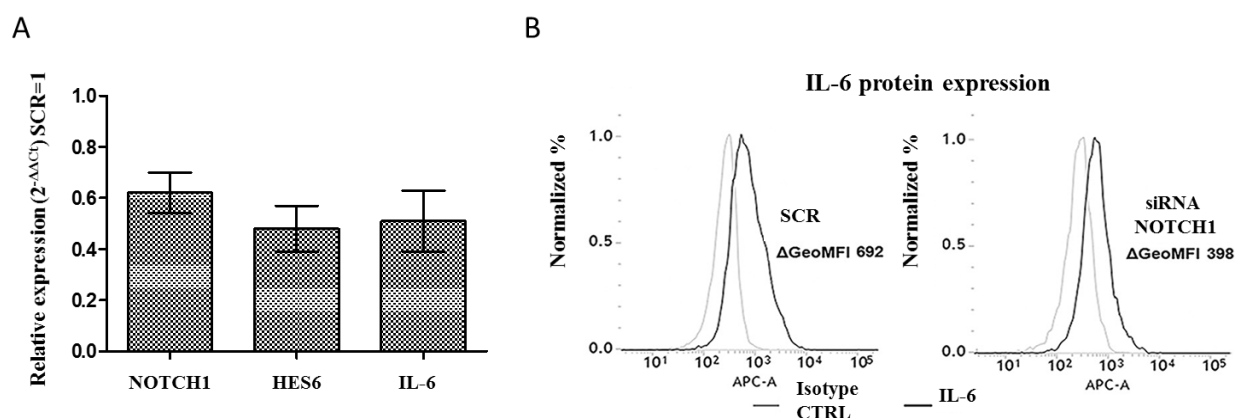 A
Relative expression (2-ΔΔCt) SCR=1
1.0
0.8
0.6
0.4
0.2
0.0
NOTCH1 HES6 IL-6
B
IL-6 protein expression
Normalized %
1.0
0.5
0.0
SCR
ΔGeoMFI 692
10¹ 10² 10³ 10⁴ 10⁵
APC-A
Normalized %
1.0
0.5
0.0
siRNA
NOTCH1
ΔGeoMFI 398
10¹ 10² 10³ 10⁴ 10⁵
APC-A
Isotype
CTRL
IL-6